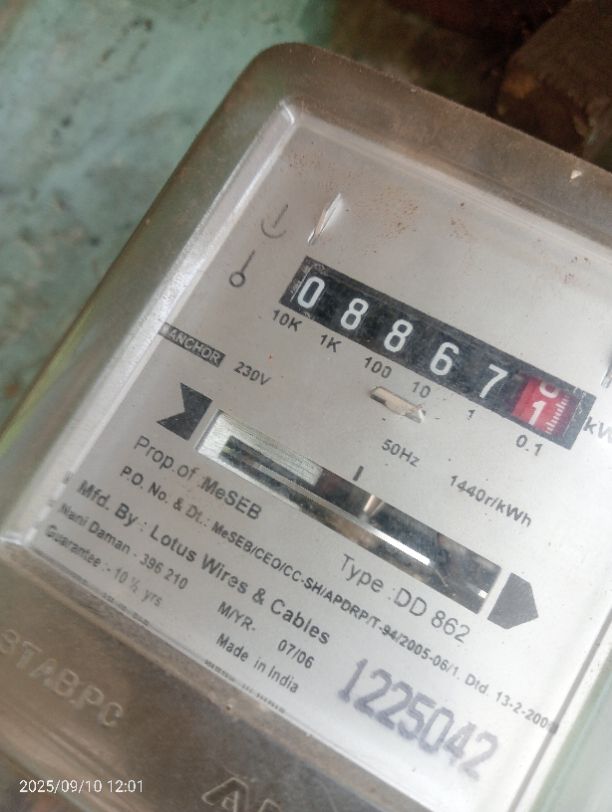 088671
10K 1K 100 10 1 0.1
ANCHOR 230V
50Hz 1440r/kWh
Prop.of :MeSEB Type :DD 862
P.O. No. & Dt.: MeSEB/CEO/CC-SH/APDRP/T-94/2005-06/1. Dtd. 13-2-2006
Mfd. By : Lotus Wires & Cables
Nani Daman - 396 210
Guarantee :- 10 ½ yrs
M/YR- 07/06
Made in India
1225042
2025/09/10 12:01